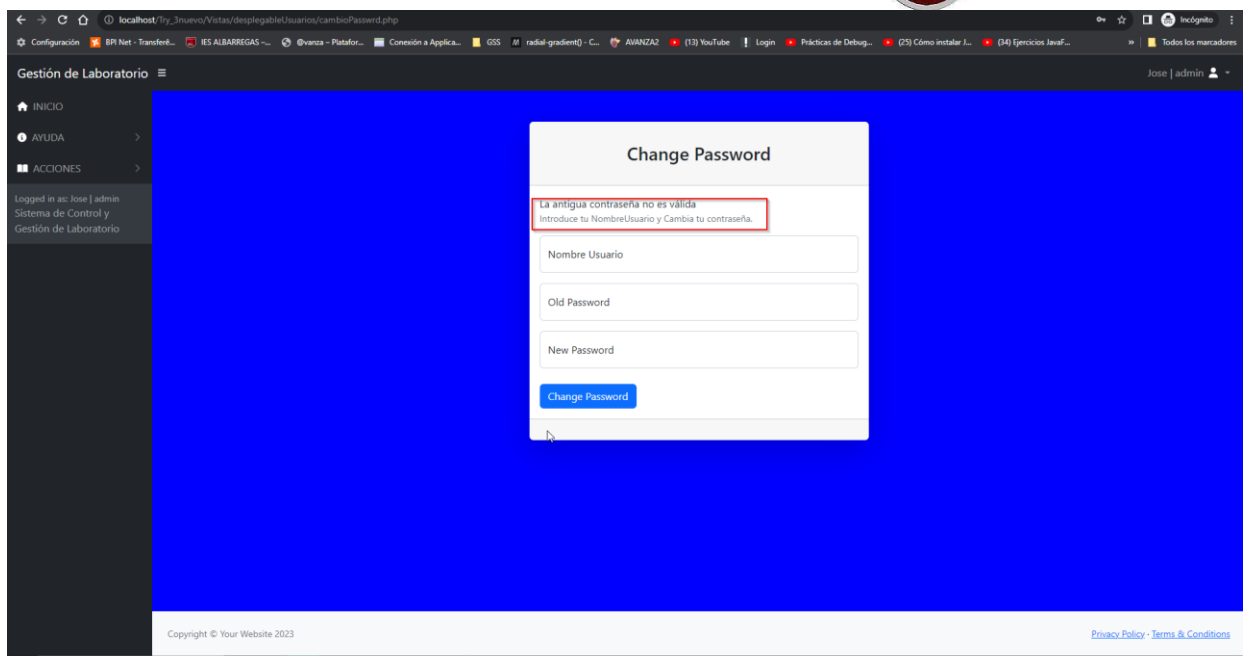 localhost/Try_3nuevo/Vistas/desplegableUsuarios/cambioPasswrd.php
Incógnito
Configuración
BPI Net - Transferê...
IES ALBARREGAS –...
@vanza – Platafor...
Conexión a Applica...
GSS
radial-gradient() - C...
AVANZA2
(13) YouTube
Login
Prácticas de Debug...
(25) Cómo instalar J...
(34) Ejercicios JavaF...
»
Todos los marcadores
Gestión de Laboratorio
Jose | admin
INICIO
AYUDA
ACCIONES
Logged in as: Jose | admin
Sistema de Control y
Gestión de Laboratorio
Change Password
La antigua contraseña no es válida
Introduce tu NombreUsuario y Cambia tu contraseña.
Nombre Usuario
Old Password
New Password
Change Password
Copyright © Your Website 2023
Privacy Policy · Terms & Conditions